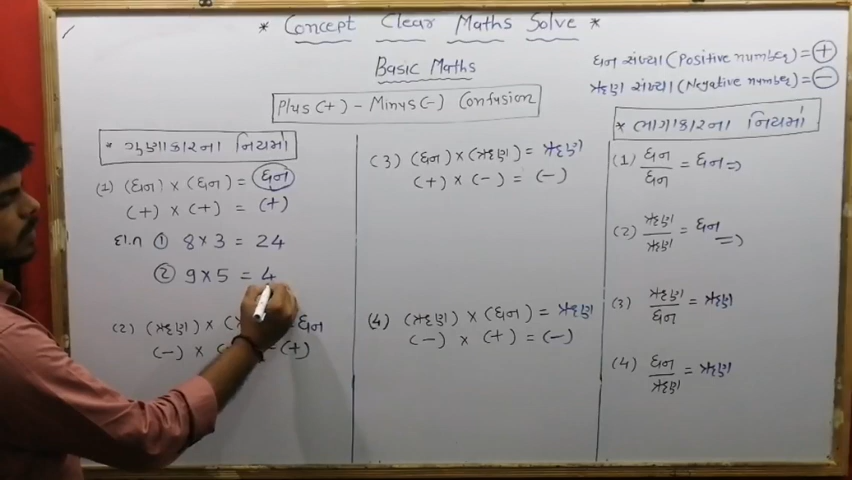 * Concept Clear Maths Solve *
Basic Maths
Plus (+) - Minus (-) Confusion
ધન સંખ્યા (Positive number) = +
ઋણ સંખ્યા (Negative number) = -
* ગુણાકારના નિયમો
(1) (ધન) × (ધન) = ધન
(+) × (+) = (+)
દા.ત ① 8 × 3 = 24
② 9 × 5 = 4
(2) (ઋણ) × = ધન
(-) × (+)
(3) (ધન) × (ઋણ) = ઋણ
(+) × (-) = (-)
(4) (ઋણ) × (ધન) = ઋણ
(-) × (+) = (-)
* ભાગાકારના નિયમો
(1) ધન/ધન = ધન ⇒
(2) ઋણ/ઋણ = ધન ⇒
(3) ઋણ/ધન = ઋણ
(4) ધન/ઋણ = ઋણ